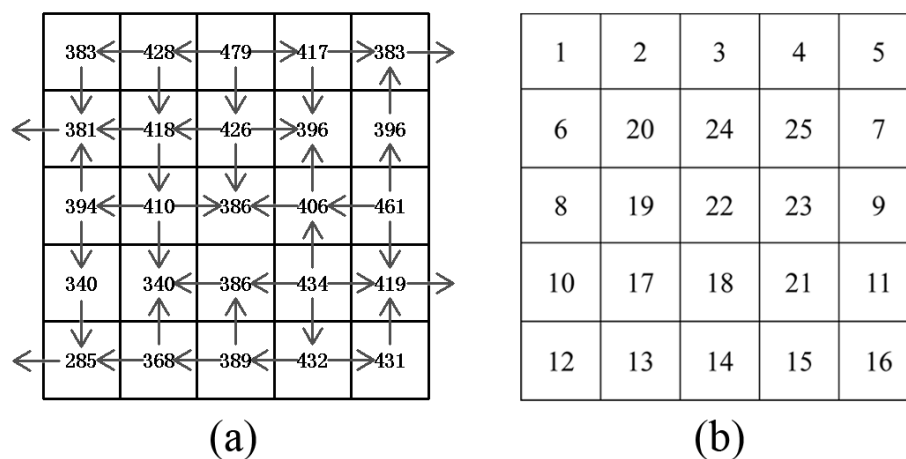 383 428 479 417 383
381 418 426 396 396
394 410 386 406 461
340 340 386 434 419
285 368 389 432 431
(a)
1 2 3 4 5
6 20 24 25 7
8 19 22 23 9
10 17 18 21 11
12 13 14 15 16
(b)